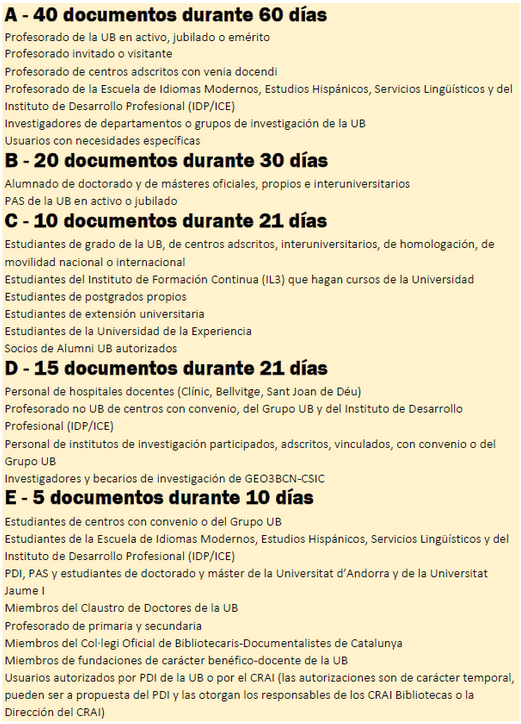 A - 40 documentos durante 60 días
Profesorado de la UB en activo, jubilado o emérito
Profesorado invitado o visitante
Profesorado de centros adscritos con venia docendi
Profesorado de la Escuela de Idiomas Modernos, Estudios Hispánicos, Servicios Lingüísticos y del
Instituto de Desarrollo Profesional (IDP/ICE)
Investigadores de departamentos o grupos de investigación de la UB
Usuarios con necesidades específicas
B - 20 documentos durante 30 días
Alumnado de doctorado y de másteres oficiales, propios e interuniversitarios
PAS de la UB en activo o jubilado
C - 10 documentos durante 21 días
Estudiantes de grado de la UB, de centros adscritos, interuniversitarios, de homologación, de
movilidad nacional o internacional
Estudiantes del Instituto de Formación Continua (IL3) que hagan cursos de la Universidad
Estudiantes de postgrados propios
Estudiantes de extensión universitaria
Estudiantes de la Universidad de la Experiencia
Socios de Alumni UB autorizados
D - 15 documentos durante 21 días
Personal de hospitales docentes (Clínic, Bellvitge, Sant Joan de Déu)
Profesorado no UB de centros con convenio, del Grupo UB y del Instituto de Desarrollo
Profesional (IDP/ICE)
Personal de institutos de investigación participados, adscritos, vinculados, con convenio o del
Grupo UB
Investigadores y becarios de investigación de GEO3BCN-CSIC
E - 5 documentos durante 10 días
Estudiantes de centros con convenio o del Grupo UB
Estudiantes de la Escuela de Idiomas Modernos, Estudios Hispánicos, Servicios Lingüísticos y del
Instituto de Desarrollo Profesional (IDP/ICE)
PDI, PAS y estudiantes de doctorado y máster de la Universitat d'Andorra y de la Universitat
Jaume I
Miembros del Claustro de Doctores de la UB
Profesorado de primaria y secundaria
Miembros del Col·legi Oficial de Bibliotecaris-Documentalistes de Catalunya
Miembros de fundaciones de carácter benéfico-docente de la UB
Usuarios autorizados por PDI de la UB o por el CRAI (las autorizaciones son de carácter temporal,
pueden ser a propuesta del PDI y las otorgan los responsables de los CRAI Bibliotecas o la
Dirección del CRAI)